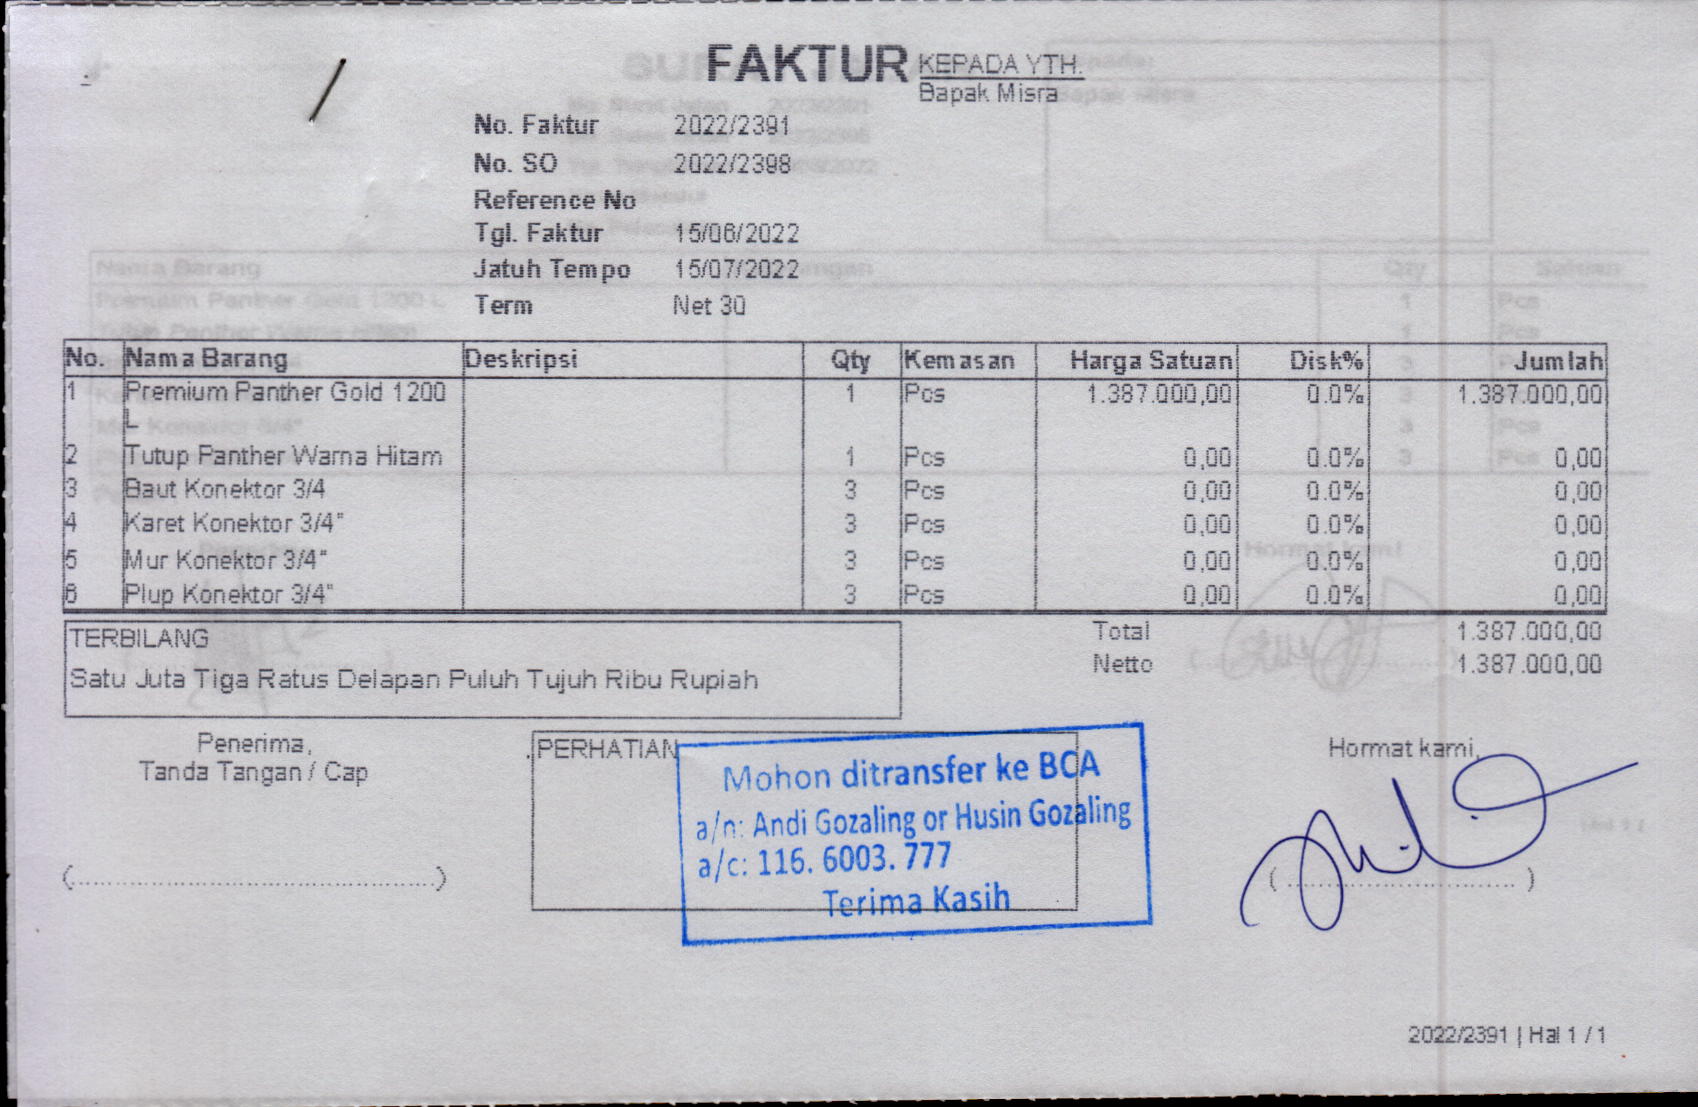 FAKTUR
KEPADA YTH.
Bapak Misra
No. Faktur 2022/2391
No. SO 2022/2398
Reference No
Tgl. Faktur 15/06/2022
Jatuh Tempo 15/07/2022
Term Net 30
No. Nama Barang Deskripsi Qty Kemasan Harga Satuan Disk% Jumlah
1 Premium Panther Gold 1200 1 Pcs 1.387.000,00 0.0% 1.387.000,00
L
2 Tutup Panther Warna Hitam 1 Pcs 0,00 0.0% 0,00
3 Baut Konektor 3/4 3 Pcs 0,00 0.0% 0,00
4 Karet Konektor 3/4" 3 Pcs 0,00 0.0% 0,00
5 Mur Konektor 3/4" 3 Pcs 0,00 0.0% 0,00
6 Plup Konektor 3/4" 3 Pcs 0,00 0.0% 0,00
TERBILANG
Satu Juta Tiga Ratus Delapan Puluh Tujuh Ribu Rupiah
Total 1.387.000,00
Netto 1.387.000,00
Penerima,
Tanda Tangan / Cap
(..........................................)
PERHATIAN
Mohon ditransfer ke BCA
a/n: Andi Gozaling or Husin Gozaling
a/c: 116. 6003. 777
Terima Kasih
Hormat kami,
(..............................)
2022/2391 | Hal 1 / 1